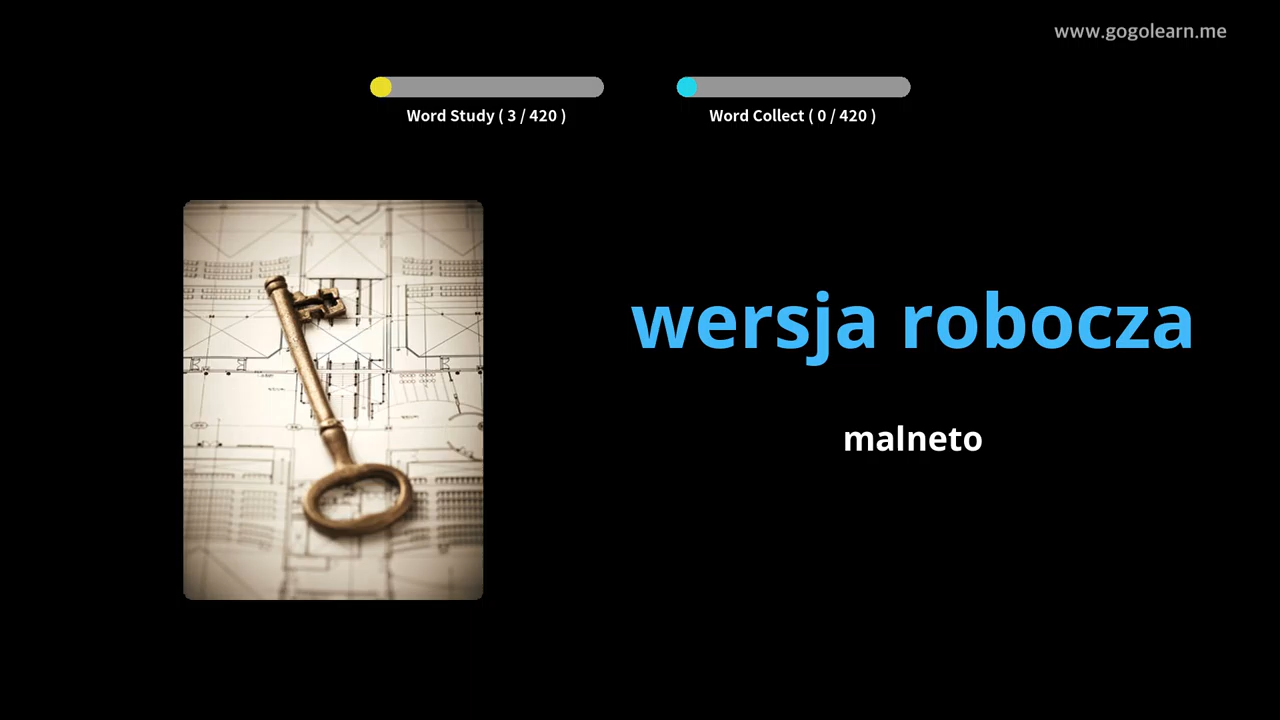 www.gogolearn.me
Word Study ( 3 / 420 )
Word Collect ( 0 / 420 )
wersja robocza
malneto